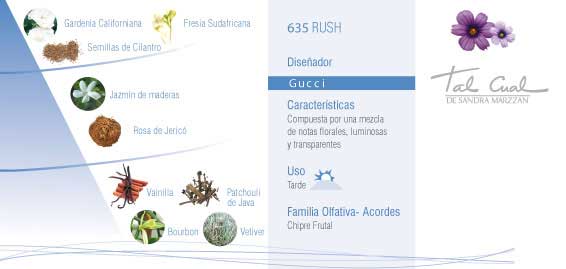 Gardenia Californiana
Fresia Sudafricana
Semillas de Cilantro
Jazmin de maderas
Rosa de Jericó
Vainilla
Patchouli
de Java
Bourbon
Vetiver
635 RUSH
Diseñador
Gucci
Características
Compuesta por una mezcla
de notas florales, luminosas
y transparentes
Uso
Tarde
Familia Olfativa- Acordes
Chipre Frutal
Tal Cual
DE SANDRA MARZZAN